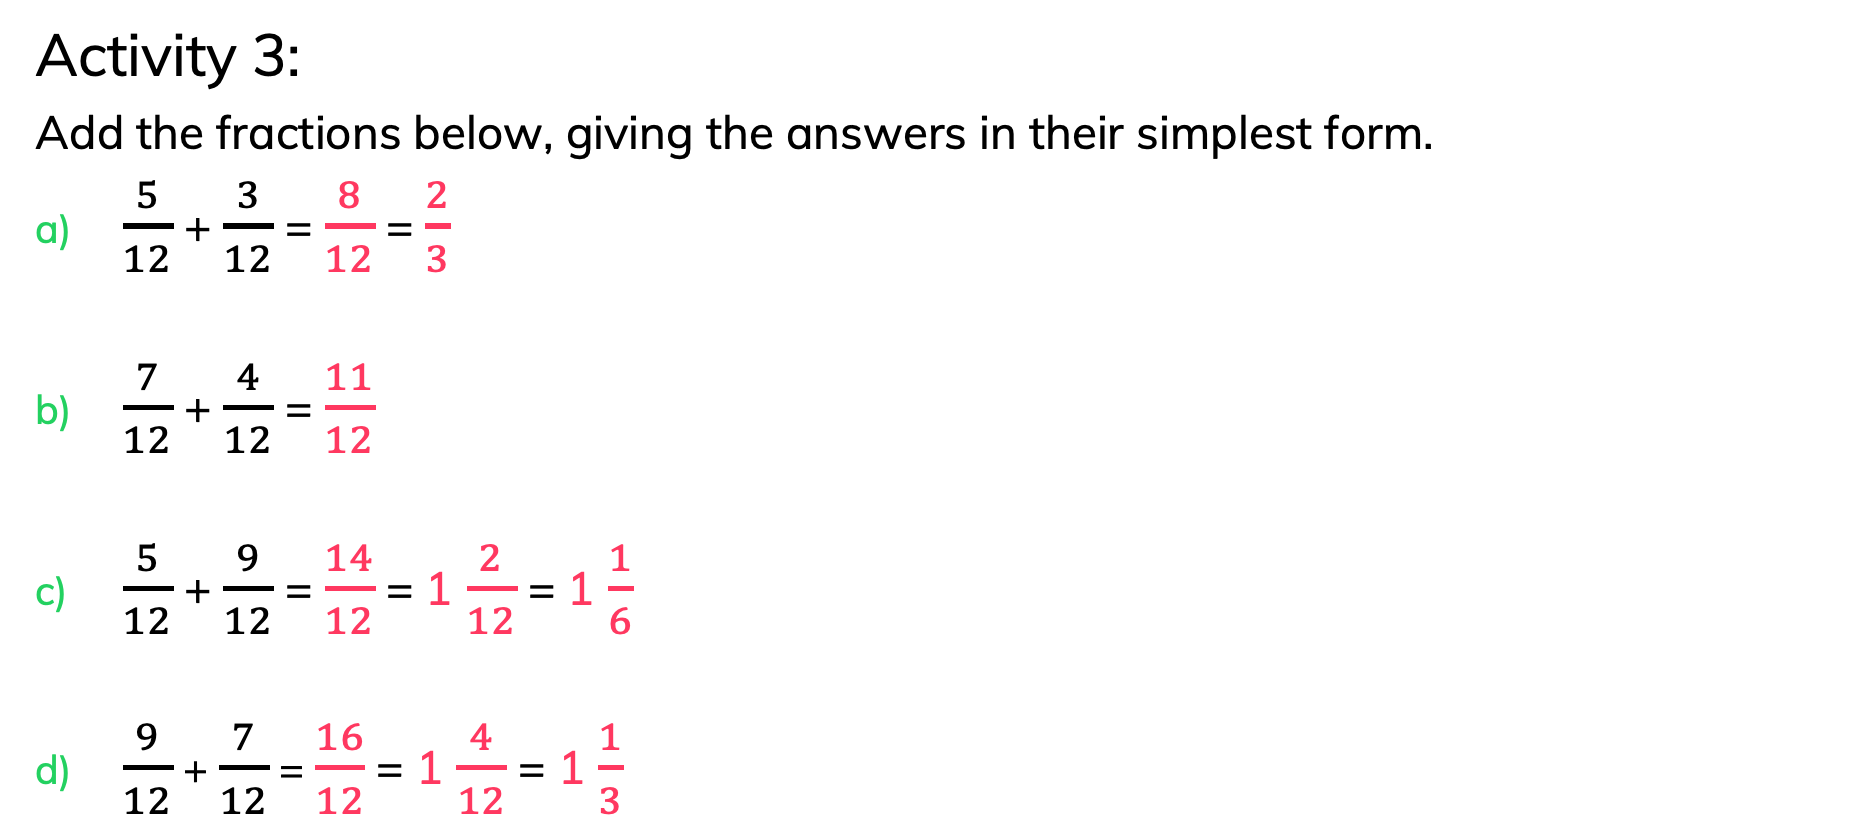 Activity 3:
Add the fractions below, giving the answers in their simplest form.
a) 5/12 + 3/12 = 8/12 = 2/3
b) 7/12 + 4/12 = 11/12
c) 5/12 + 9/12 = 14/12 = 1 2/12 = 1 1/6
d) 9/12 + 7/12 = 16/12 = 1 4/12 = 1 1/3